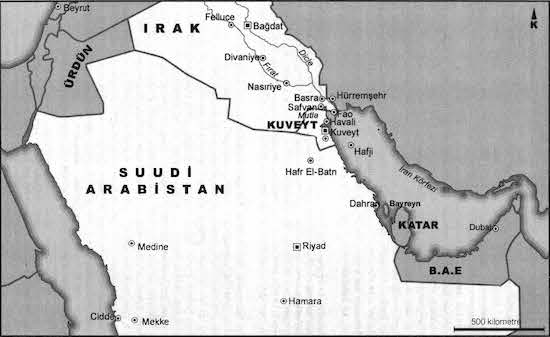 Beyrut
IRAK
Felluce
Bağdat
K
ÜRDÜN
Divaniye
Dicle
Fırat
Nasıriye
Basra
Hürremşehr
Safvan
Mutla
Fao
Havali
KUVEYT
Kuveyt
Hafji
SUUDİ
ARABİSTAN
Hafr El-Batn
İran Körfezi
Dahran
Bayreyn
KATAR
Dubai
Medine
Riyad
B.A.E
Hamara
Cidde
Mekke
500 kilometre